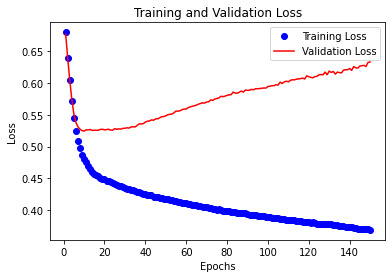 Training and Validation Loss
Training Loss
Validation Loss
Loss
0.65
0.60
0.55
0.50
0.45
0.40
0 20 40 60 80 100 120 140
Epochs